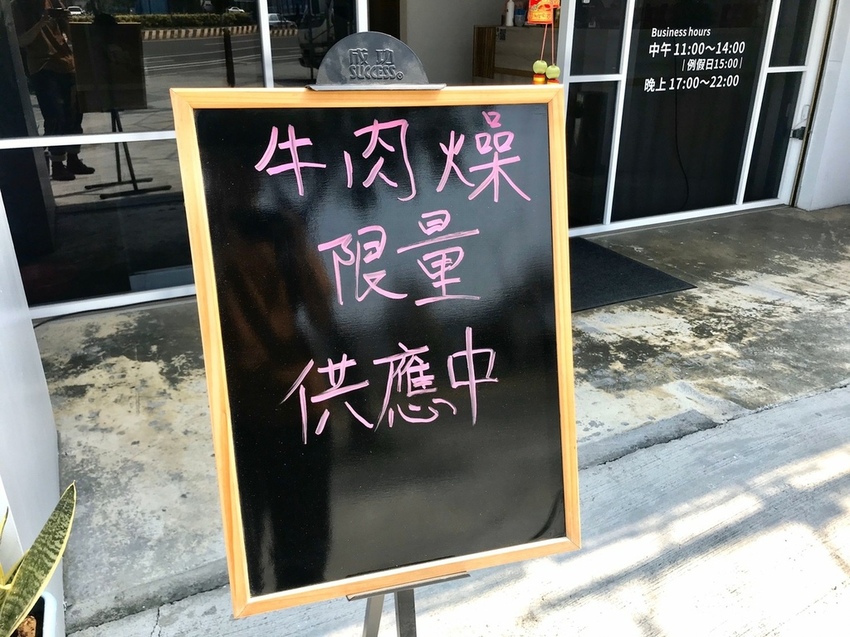 成功
SUCCESS®
牛肉燥
限量
供應中
Business hours
中午 11:00～14:00
｜例假日15:00｜
晚上 17:00～22:00